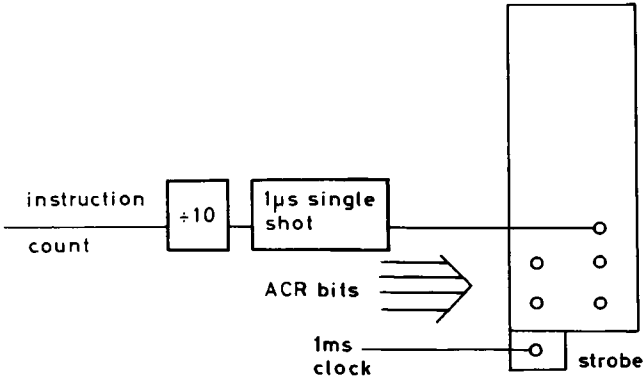 instruction
count
÷10
1μs single
shot
ACR bits
1ms
clock
strobe